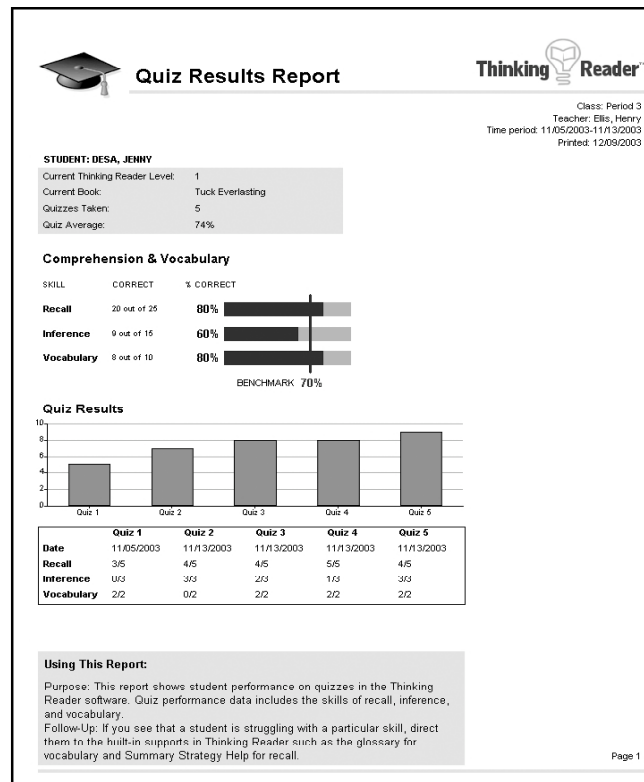 Quiz Results Report
Thinking Reader™
Class: Period 3
Teacher: Ellis, Henry
Time period: 11/05/2003-11/13/2003
Printed: 12/09/2003
STUDENT: DESA, JENNY
Current Thinking Reader Level: 1
Current Book: Tuck Everlasting
Quizzes Taken: 5
Quiz Average: 74%
Comprehension & Vocabulary
SKILL CORRECT % CORRECT
Recall 20 out of 25 80%
Inference 9 out of 15 60%
Vocabulary 8 out of 10 80%
BENCHMARK 70%
Quiz Results
10
8
6
4
2
0
Quiz 1 Quiz 2 Quiz 3 Quiz 4 Quiz 5
Quiz 1 Quiz 2 Quiz 3 Quiz 4 Quiz 5
Date 11/05/2003 11/13/2003 11/13/2003 11/13/2003 11/13/2003
Recall 3/5 4/5 4/5 5/5 4/5
Inference 0/3 3/3 2/3 1/3 3/3
Vocabulary 2/2 0/2 2/2 2/2 2/2
Using This Report:
Purpose: This report shows student performance on quizzes in the Thinking
Reader software. Quiz performance data includes the skills of recall, inference,
and vocabulary.
Follow-Up: If you see that a student is struggling with a particular skill, direct
them to the built-in supports in Thinking Reader such as the glossary for
vocabulary and Summary Strategy Help for recall.
Page 1